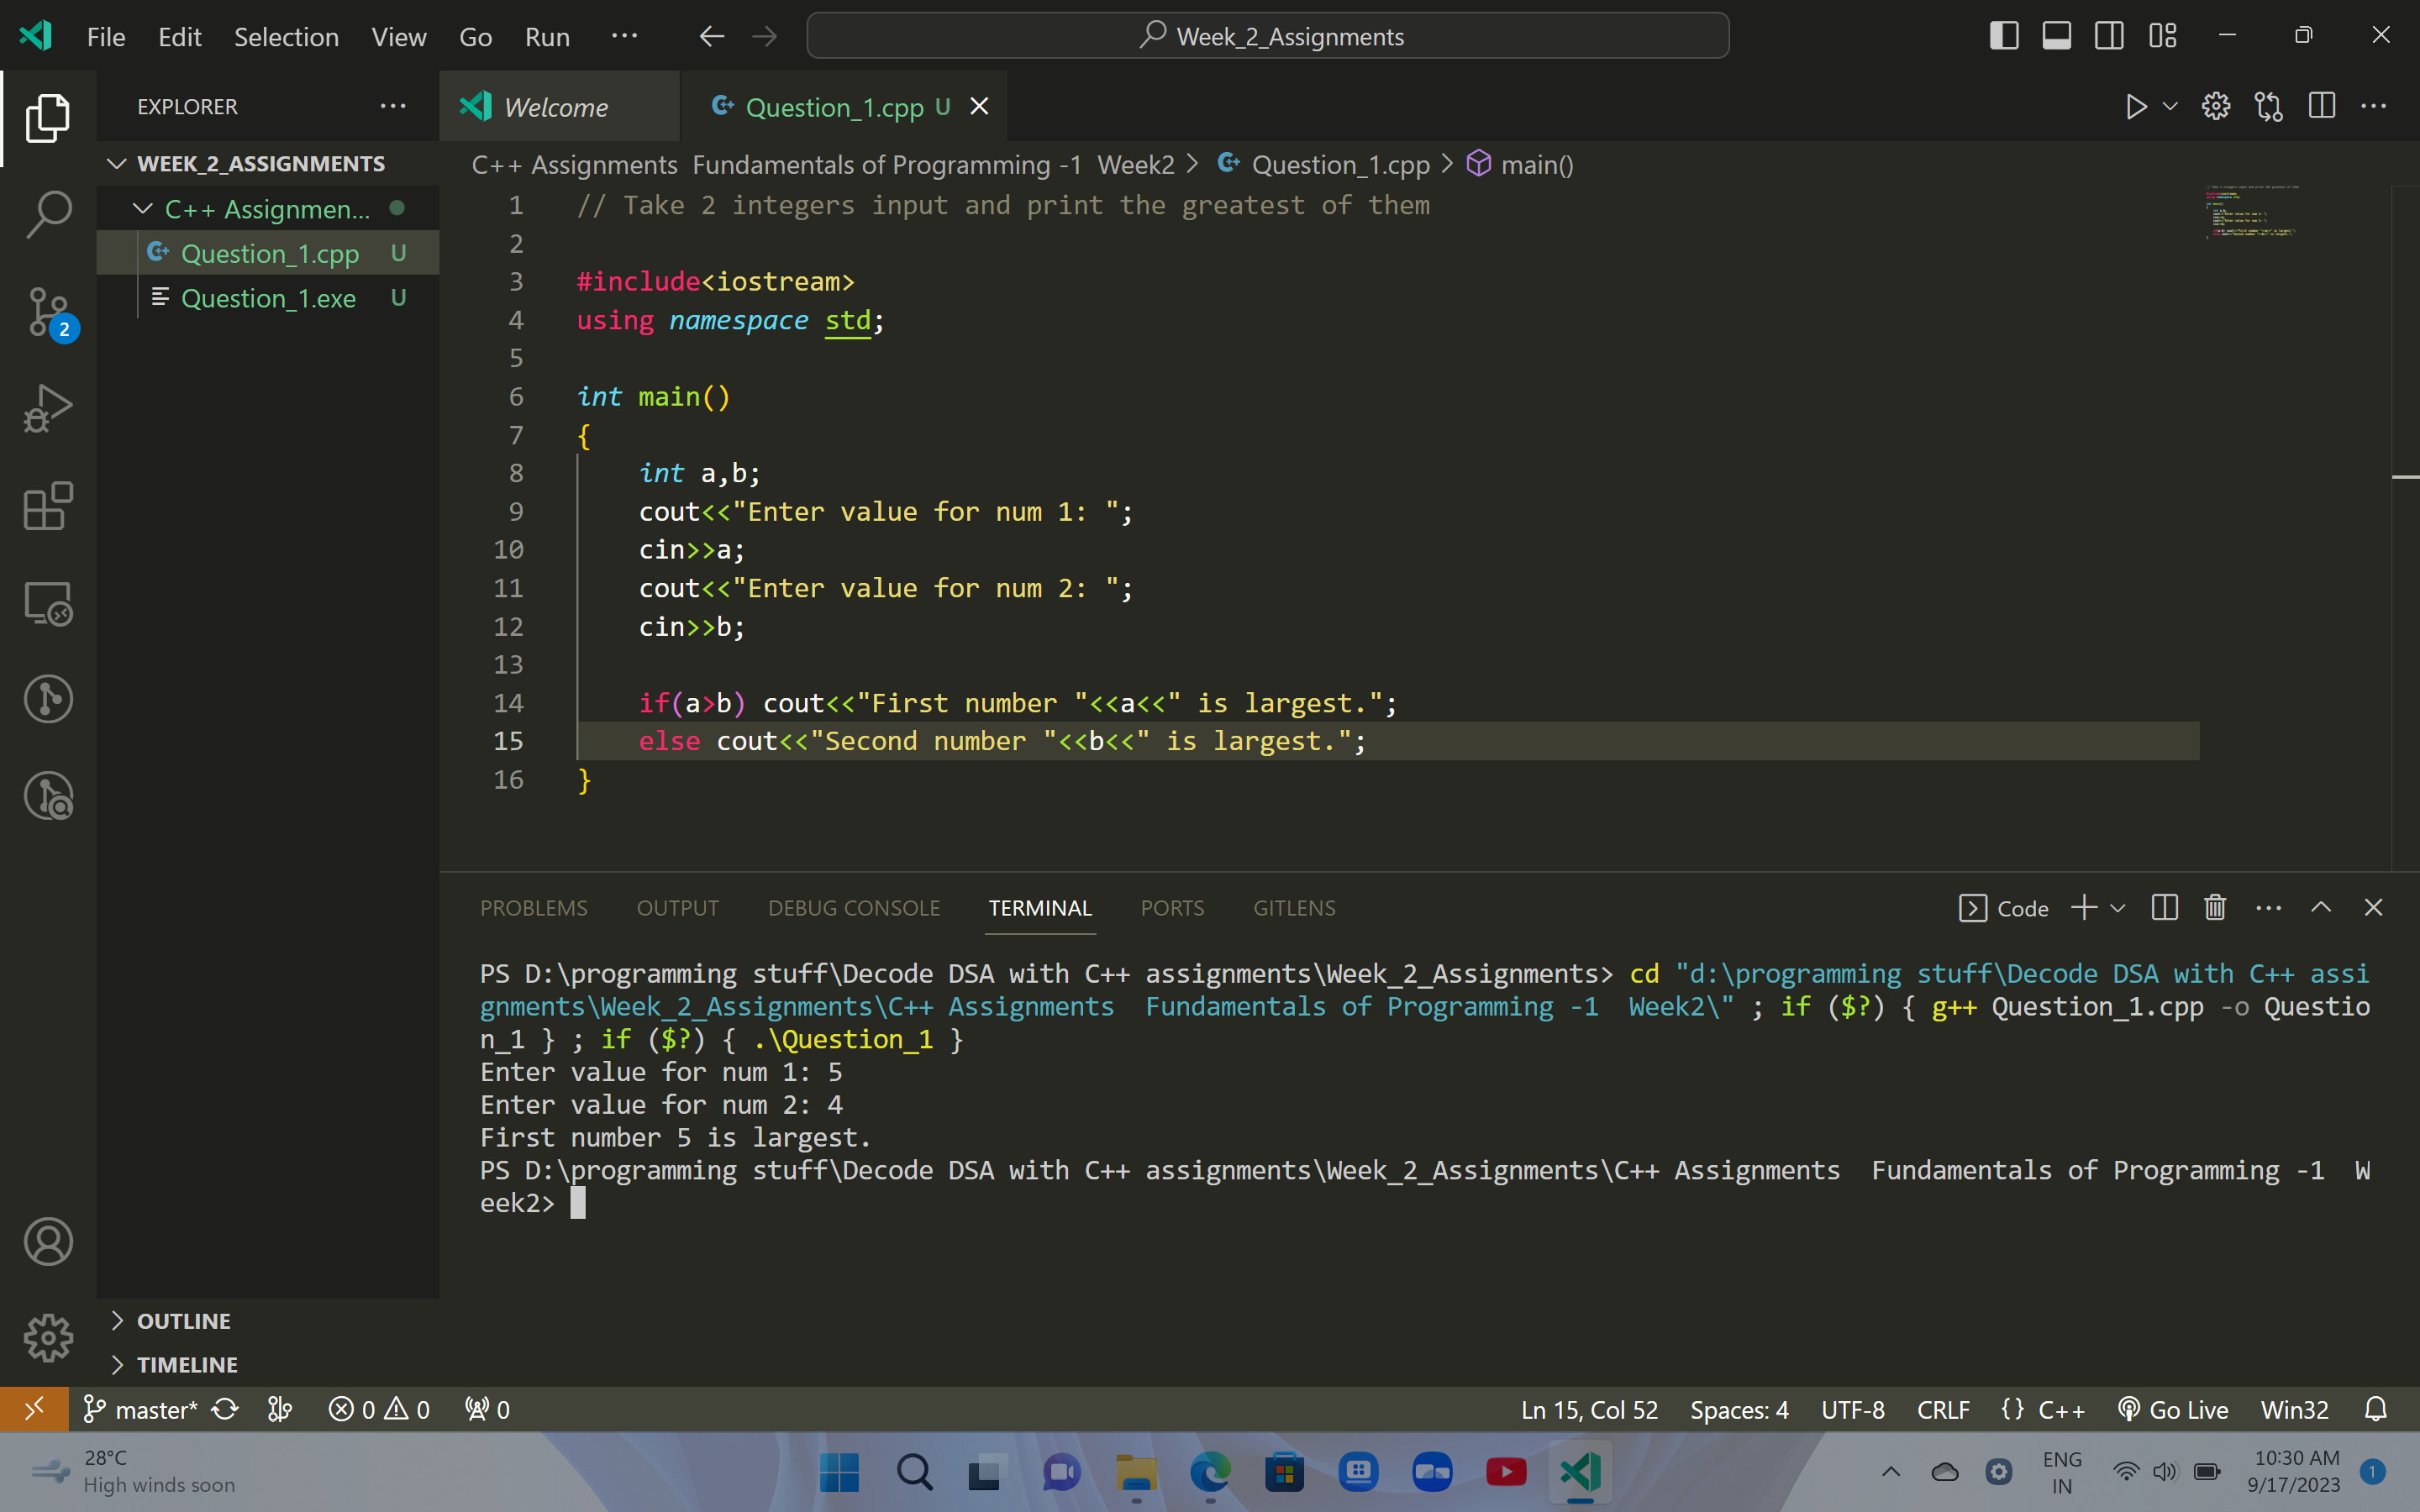 File Edit Selection View Go Run ··· Week_2_Assignments
EXPLORER ···
WEEK_2_ASSIGNMENTS
C++ Assignmen...
Question_1.cpp U
Question_1.exe U
2
OUTLINE
TIMELINE
Welcome Question_1.cpp U
C++ Assignments Fundamentals of Programming -1 Week2 > Question_1.cpp > main()
1 // Take 2 integers input and print the greatest of them
2
3 #include<iostream>
4 using namespace std;
5
6 int main()
7 {
8 int a,b;
9 cout<<"Enter value for num 1: ";
10 cin>>a;
11 cout<<"Enter value for num 2: ";
12 cin>>b;
13
14 if(a>b) cout<<"First number "<<a<<" is largest.";
15 else cout<<"Second number "<<b<<" is largest.";
16 }
PROBLEMS OUTPUT DEBUG CONSOLE TERMINAL PORTS GITLENS Code
PS D:\programming stuff\Decode DSA with C++ assignments\Week_2_Assignments> cd "d:\programming stuff\Decode DSA with C++ assi
gnments\Week_2_Assignments\C++ Assignments  Fundamentals of Programming -1  Week2\" ; if ($?) { g++ Question_1.cpp -o Questio
n_1 } ; if ($?) { .\Question_1 }
Enter value for num 1: 5
Enter value for num 2: 4
First number 5 is largest.
PS D:\programming stuff\Decode DSA with C++ assignments\Week_2_Assignments\C++ Assignments  Fundamentals of Programming -1  W
eek2>
master* 0 0 0 Ln 15, Col 52 Spaces: 4 UTF-8 CRLF {} C++ Go Live Win32
28°C
High winds soon
ENG
IN
10:30 AM
9/17/2023
1